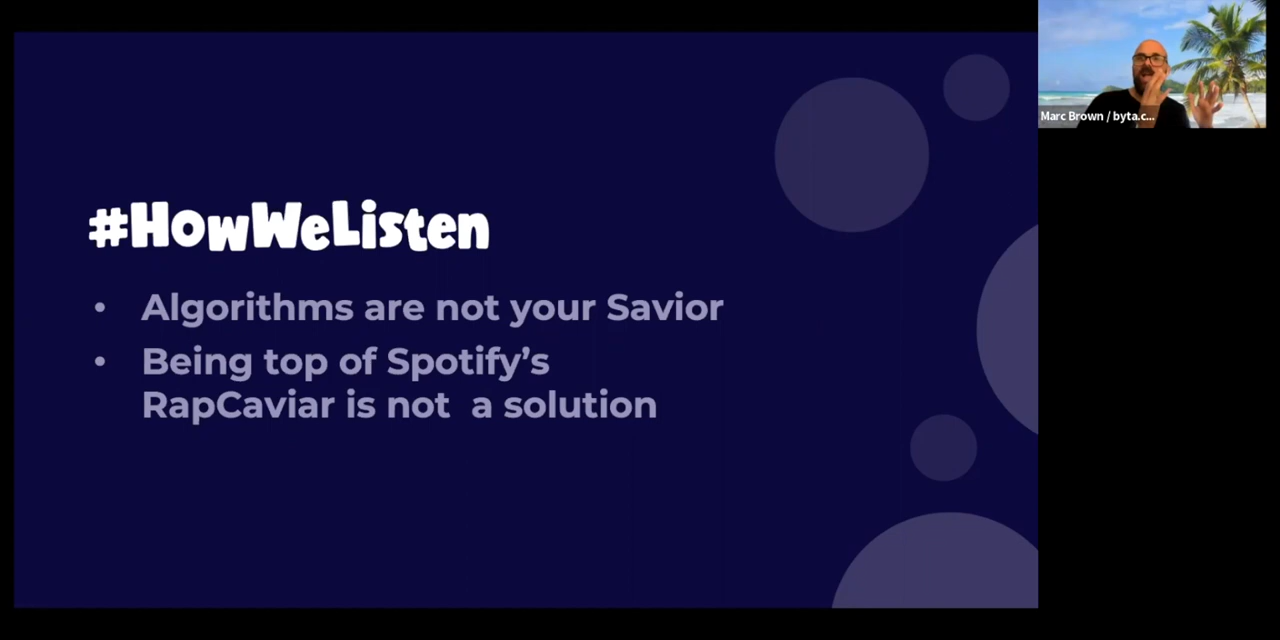 #HowWeListen
• Algorithms are not your Savior
• Being top of Spotify's
RapCaviar is not  a solution
Marc Brown / byta.c...